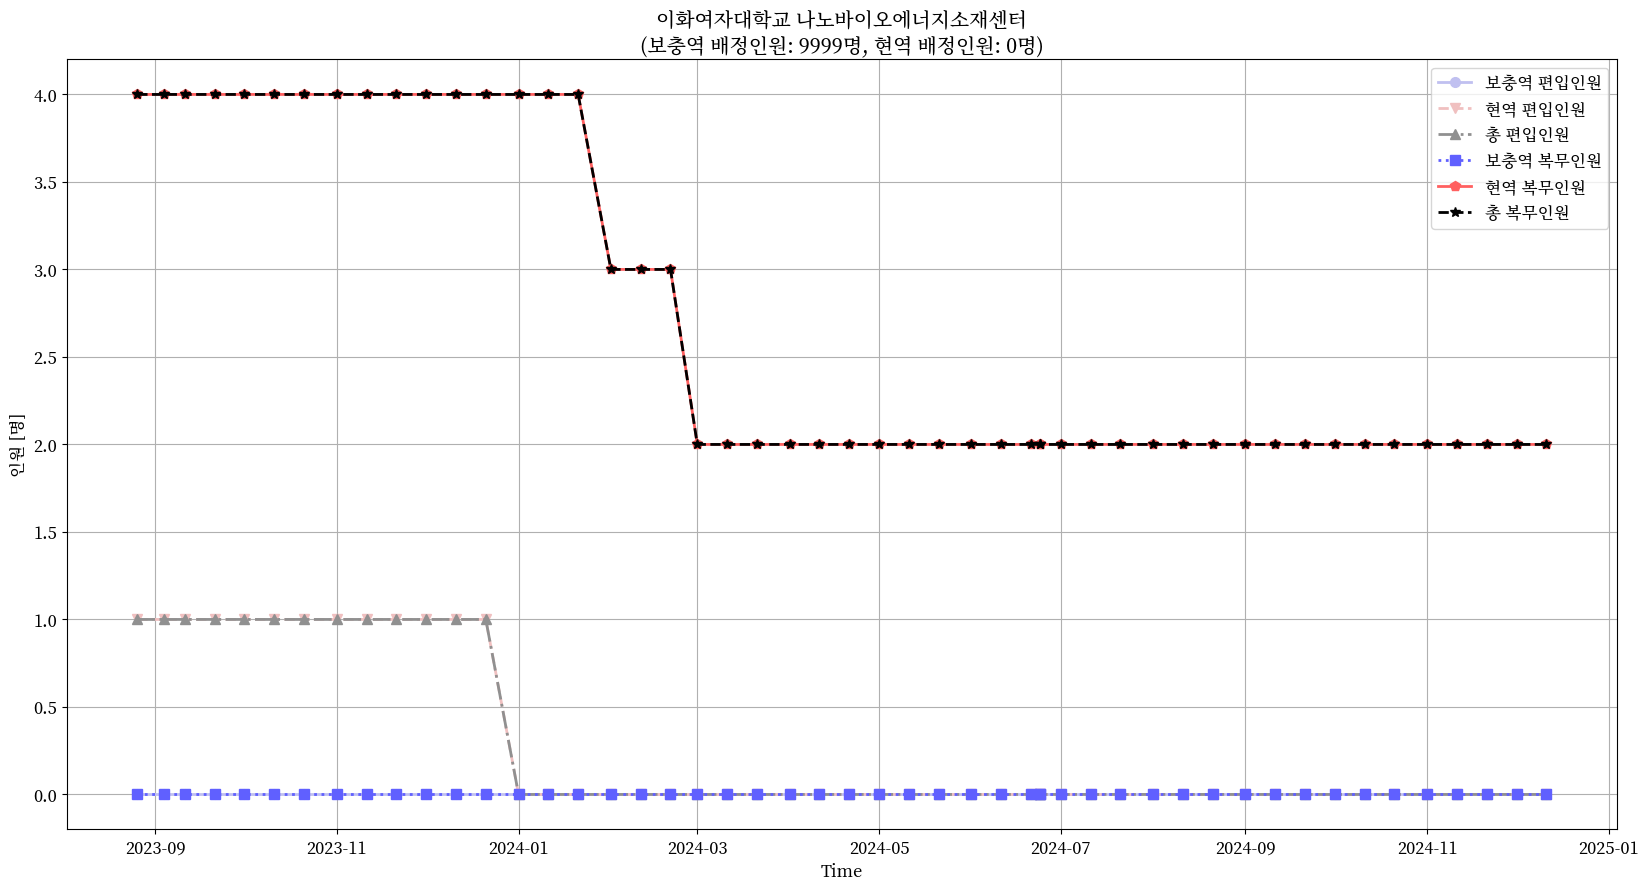 이화여자대학교 나노바이오에너지소재센터
(보충역 배정인원: 9999명, 현역 배정인원: 0명)
보충역 편입인원
현역 편입인원
총 편입인원
보충역 복무인원
현역 복무인원
총 복무인원
인원 [명]
4.0
3.5
3.0
2.5
2.0
1.5
1.0
0.5
0.0
2023-09
2023-11
2024-01
2024-03
2024-05
2024-07
2024-09
2024-11
2025-01
Time